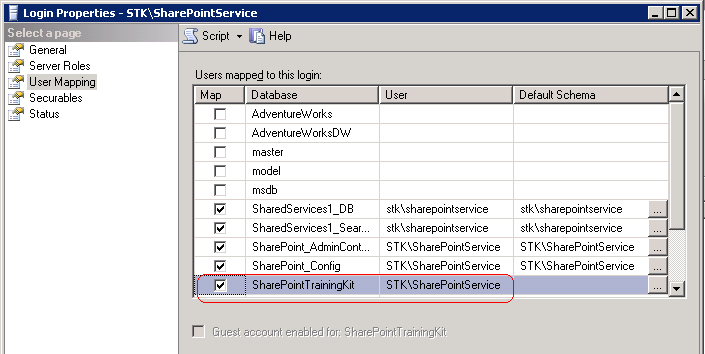 Login Properties - STK\SharePointService
Select a page
General
Server Roles
User Mapping
Securables
Status
Script Help
Users mapped to this login:
Map Database User Default Schema
AdventureWorks
AdventureWorksDW
master
model
msdb
SharedServices1_DB stk\sharepointservice stk\sharepointservice ...
SharedServices1_Sear... stk\sharepointservice stk\sharepointservice ...
SharePoint_AdminCont... STK\SharePointService STK\SharePointService ...
SharePoint_Config STK\SharePointService STK\SharePointService ...
SharePointTrainingKit STK\SharePointService ...
Guest account enabled for: SharePointTrainingKit